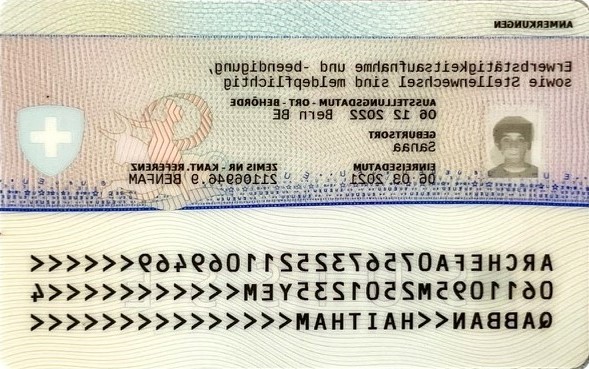 ANMERKUNGEN
Erwerbstätigkeitsaufnahme und -beendigung,
sowie Stellenwechsel sind meldepflichtig
AUSSTELLUNGSDATUM - ORT - BEHÖRDE
06 12 2022 Bern BE
GEBURTSORT
Sanaa
EINREISEDATUM ZEMIS NR - KANT. REFERENZ
06.03.2021 21106946.9 BENFAM
ARCHEFA07567325211069469<<<<<<
0611095M2501235YEM<<<<<<<<<<<4
QABBAN<<HAITHAM<<<<<<<<<<<<<<<